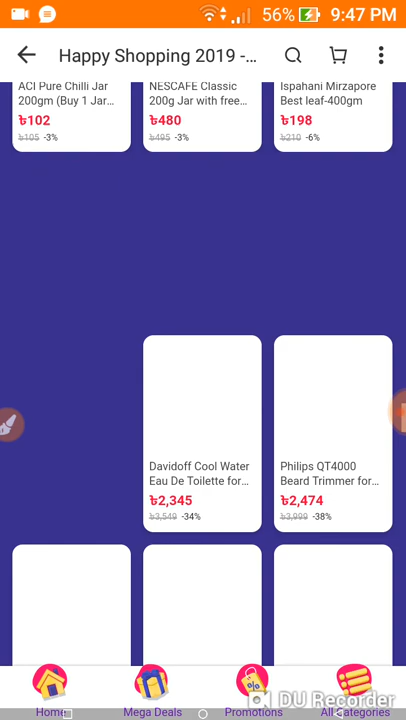 56% 9:47 PM
Happy Shopping 2019 -...
ACI Pure Chilli Jar
200gm (Buy 1 Jar...
৳102
৳105 -3%
NESCAFE Classic
200g Jar with free...
৳480
৳495 -3%
Ispahani Mirzapore
Best leaf-400gm
৳198
৳210 -6%
Davidoff Cool Water
Eau De Toilette for...
৳2,345
৳3,549 -34%
Philips QT4000
Beard Trimmer for...
৳2,474
৳3,999 -38%
Home
Mega Deals
Promotions
All Categories
DU Recorder